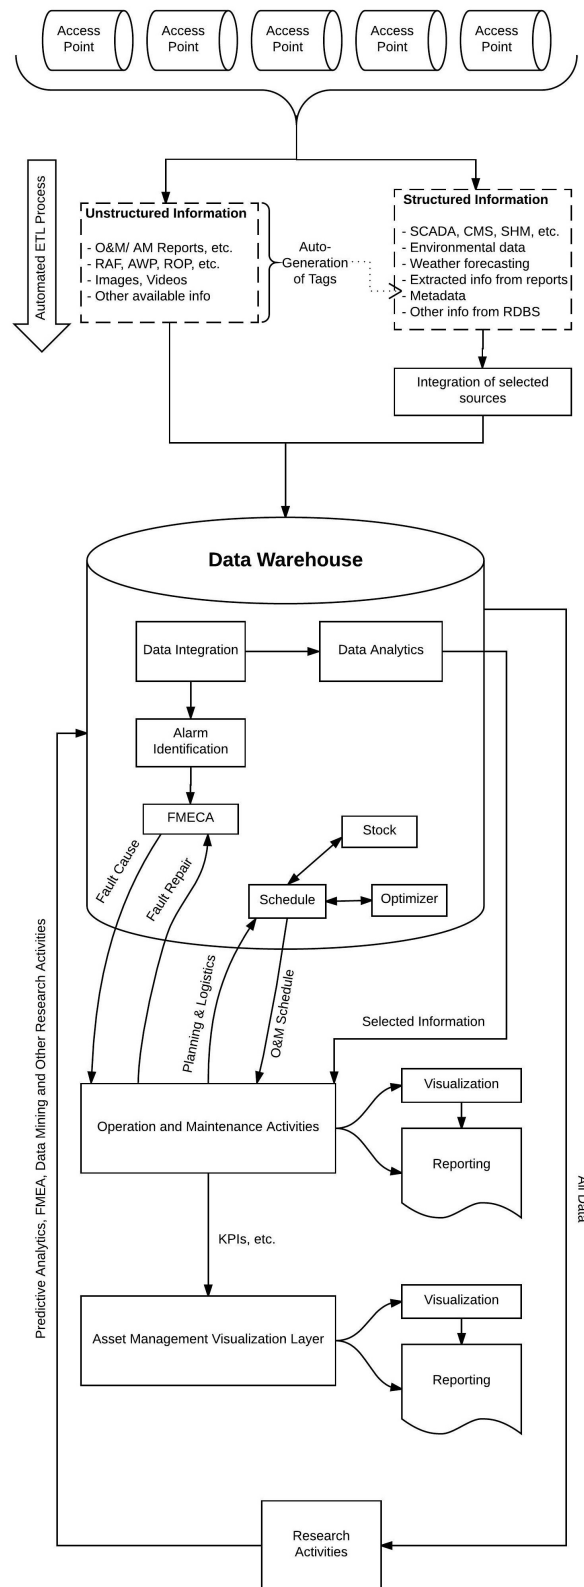 Access
Point
Access
Point
Access
Point
Access
Point
Access
Point
Automated ETL Process
Unstructured Information
- O&M/ AM Reports, etc.
- RAF, AWP, ROP, etc.
- Images, Videos
- Other available info
Auto-
Generation
of Tags
Structured Information
- SCADA, CMS, SHM, etc.
- Environmental data
- Weather forecasting
- Extracted info from reports
- Metadata
- Other info from RDBS
Integration of selected
sources
Data Warehouse
Data Integration
Data Analytics
Alarm
Identification
FMECA
Stock
Schedule
Optimizer
Fault Cause
Fault Repair
Planning & Logistics
O&M Schedule
Selected Information
Predictive Analytics, FMEA, Data Mining and Other Research Activities
Operation and Maintenance Activities
Visualization
Reporting
All Data
KPIs, etc.
Asset Management Visualization Layer
Visualization
Reporting
Research
Activities